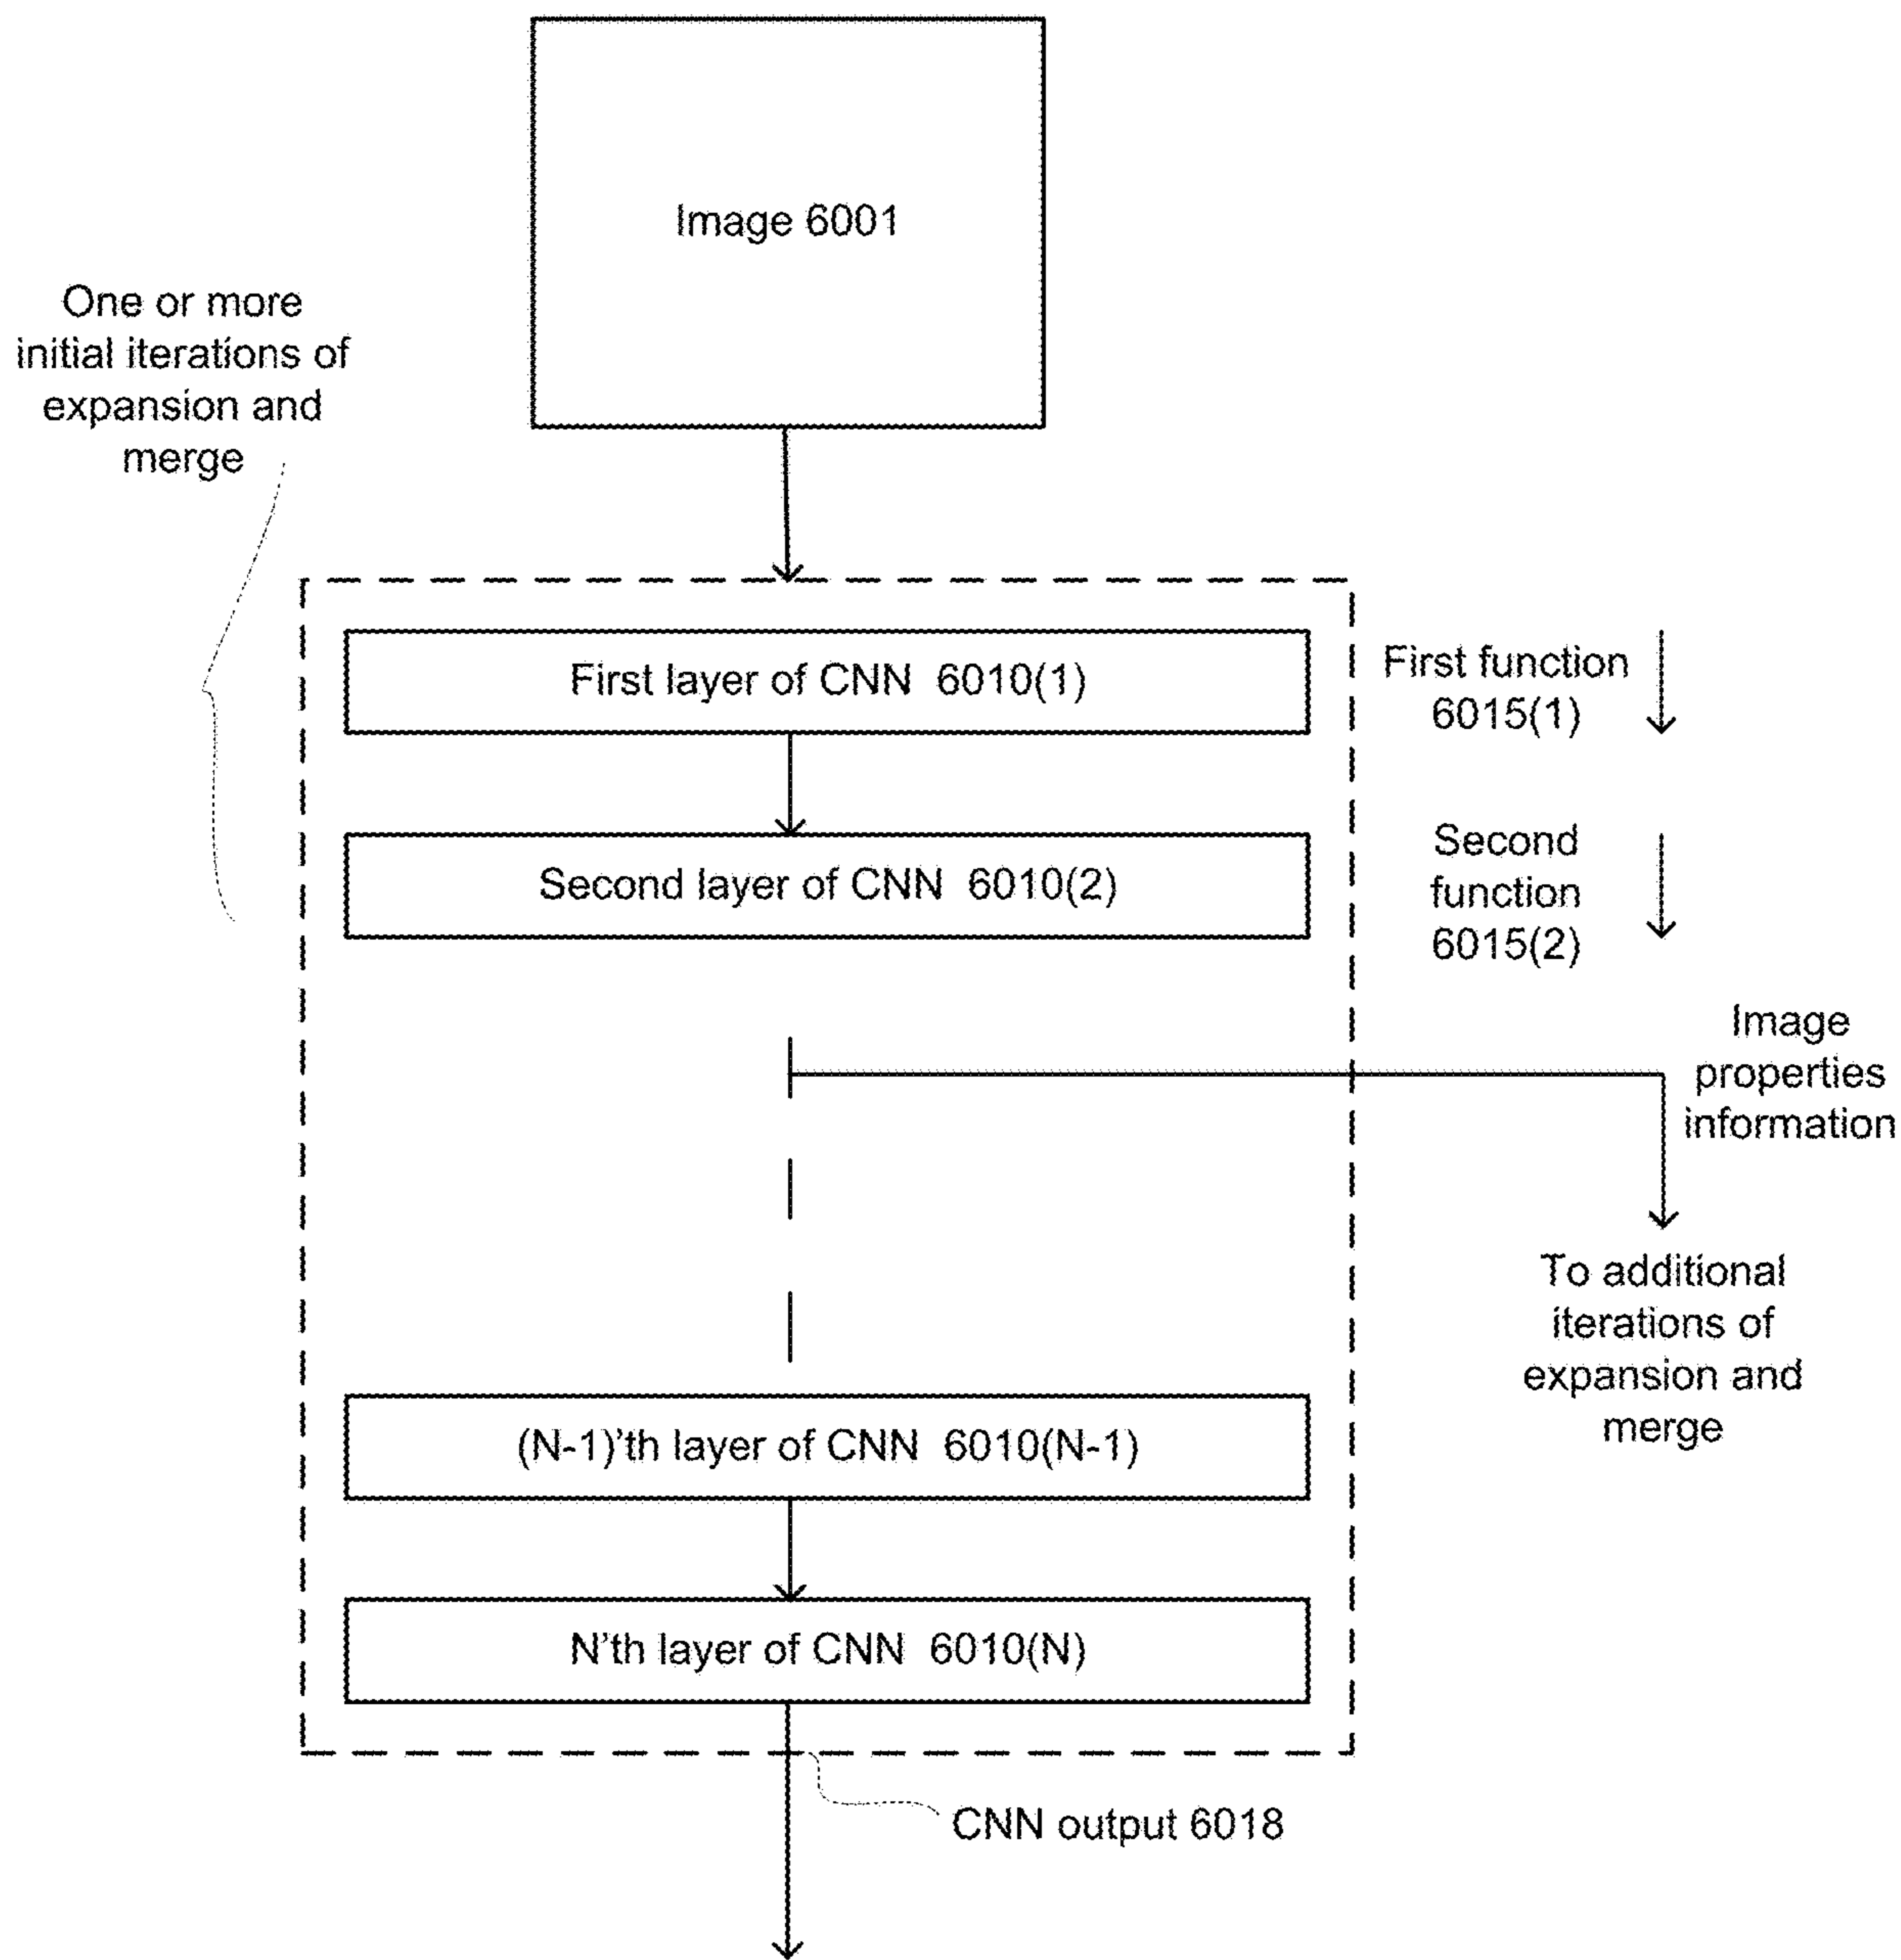 Image 6001
One or more
initial iterations of
expansion and
merge
First layer of CNN 6010(1)
First function
6015(1)
Second layer of CNN 6010(2)
Second
function
6015(2)
Image
properties
information
To additional
iterations of
expansion and
merge
(N-1)'th layer of CNN 6010(N-1)
N'th layer of CNN 6010(N)
CNN output 6018